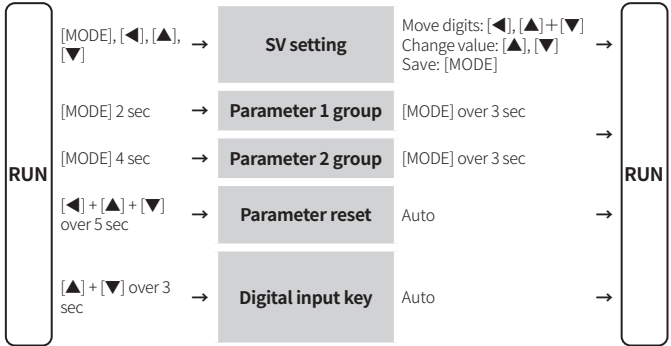 RUN
[MODE], [◀], [▲],
[▼]
→
SV setting
Move digits: [◀], [▲]+[▼]
Change value: [▲], [▼]
Save: [MODE]
→
[MODE] 2 sec
→
Parameter 1 group
[MODE] over 3 sec
→
[MODE] 4 sec
→
Parameter 2 group
[MODE] over 3 sec
[◀] + [▲] + [▼]
over 5 sec
→
Parameter reset
Auto
→
[▲] + [▼] over 3
sec
→
Digital input key
Auto
→
RUN